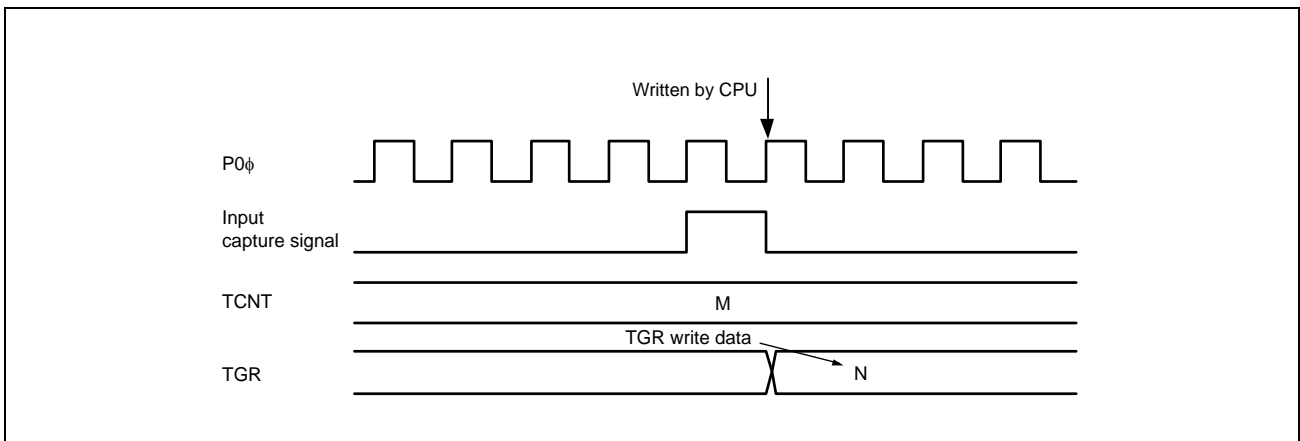 Written by CPU
P0ϕ
Input
capture signal
TCNT
M
TGR write data
TGR
N